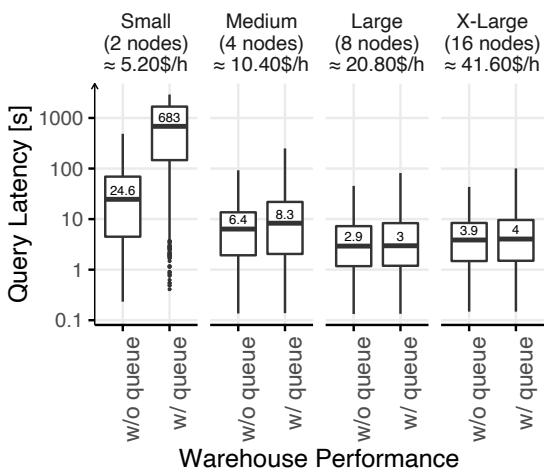 Small Medium Large X-Large
(2 nodes) (4 nodes) (8 nodes) (16 nodes)
≈ 5.20$/h ≈ 10.40$/h ≈ 20.80$/h ≈ 41.60$/h
Query Latency [s]
1000
100
10
1
0.1
24.6
683
6.4
8.3
2.9
3
3.9
4
w/o queue
w/ queue
w/o queue
w/ queue
w/o queue
w/ queue
w/o queue
w/ queue
Warehouse Performance